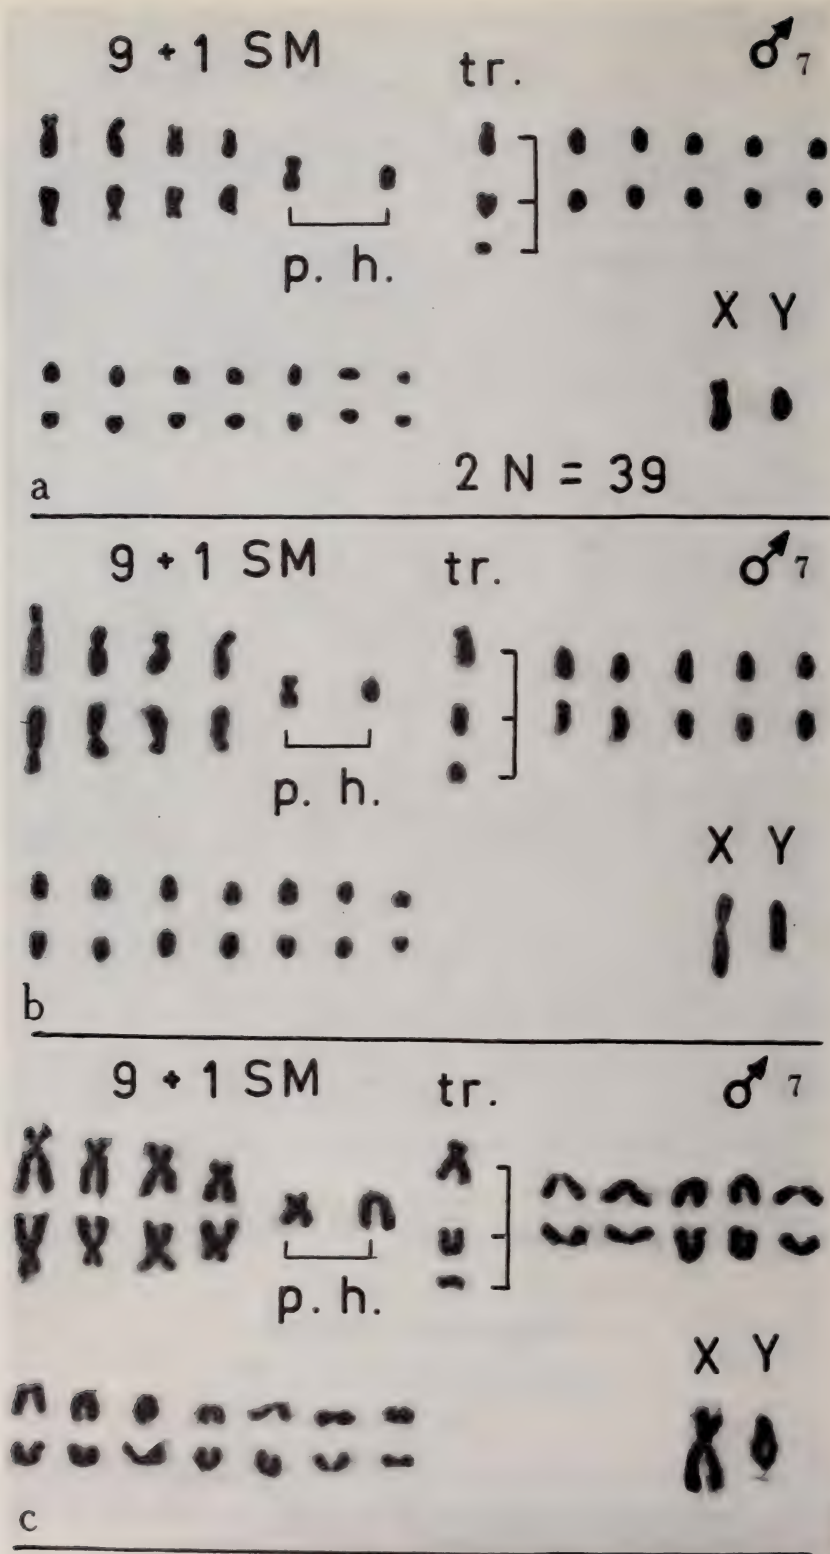 9 + 1 SM tr. ♂ 7
p. h.
X Y
2 N = 39
a
9 + 1 SM tr. ♂ 7
p. h.
X Y
b
9 + 1 SM tr. ♂ 7
p. h.
X Y
c